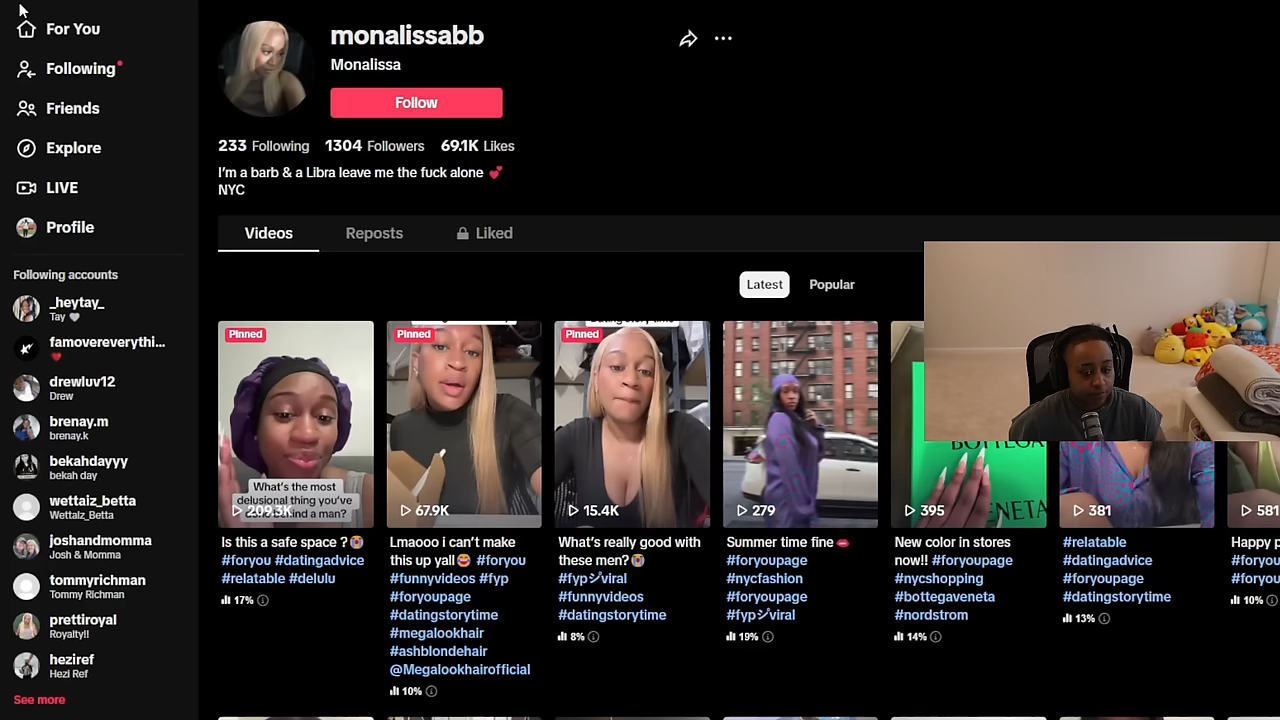 For You
Following
Friends
Explore
LIVE
Profile
Following accounts
_heytay_
Tay 🤍
famovereverythi...
❤️
drewluv12
Drew
brenay.m
brenay.k
bekahdayyy
bekah day
wettaiz_betta
Wettaiz_Betta
joshandmomma
Josh & Momma
tommyrichman
Tommy Richman
prettiroyal
Royalty!!
heziref
Hezi Ref
See more
monalissabb
Monalissa
Follow
233 Following 1304 Followers 69.1K Likes
I'm a barb & a Libra leave me the fuck alone 💕
NYC
Videos Reposts Liked
Latest Popular
Pinned
What's the most
delusional thing you've
209.3K
Is this a safe space ?😭
#foryou #datingadvice
#relatable #delulu
17%
Pinned
67.9K
Lmaooo i can't make
this up yall😂 #foryou
#funnyvideos #fyp
#foryoupage
#datingstorytime
#megalookhair
#ashblondehair
@Megalookhairofficial
10%
Pinned
15.4K
What's really good with
these men?😭
#fypシviral
#funnyvideos
#datingstorytime
8%
279
Summer time fine👄
#foryoupage
#nycfashion
#foryoupage
#fypシviral
19%
BOTTEGA
VENETA
395
New color in stores
now!! #foryoupage
#nycshopping
#bottegaveneta
#nordstrom
14%
381
#relatable
#datingadvice
#foryoupage
#datingstorytime
13%
581
Happy p
#foryou
#foryou
10%